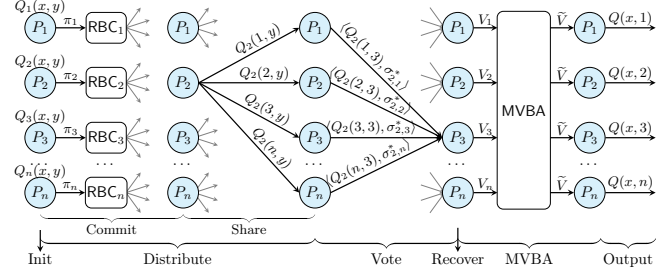 Q₁(x, y)
P₁ π₁ RBC₁ P₁ Q₂(1, y) P₁ ⟨Q₂(1, 3), σ*₂,₁⟩ P₁ V₁ Ṽ P₁ Q(x, 1)
Q₂(x, y)
P₂ π₂ RBC₂ P₂ Q₂(2, y) P₂ ⟨Q₂(2, 3), σ*₂,₂⟩ P₂ V₂ Ṽ P₂ Q(x, 2)
MVBA
Q₃(x, y)
P₃ π₃ RBC₃ P₃ Q₂(3, y) P₃ ⟨Q₂(3, 3), σ*₂,₃⟩ P₃ V₃ Ṽ P₃ Q(x, 3)
... ... ... ... ... ...
Qₙ(x, y)
Pₙ πₙ RBCₙ Pₙ Q₂(n, y) Pₙ ⟨Q₂(n, 3), σ*₂,ₙ⟩ Pₙ Vₙ Ṽ Pₙ Q(x, n)
Commit Share
Init Distribute Vote Recover MVBA Output